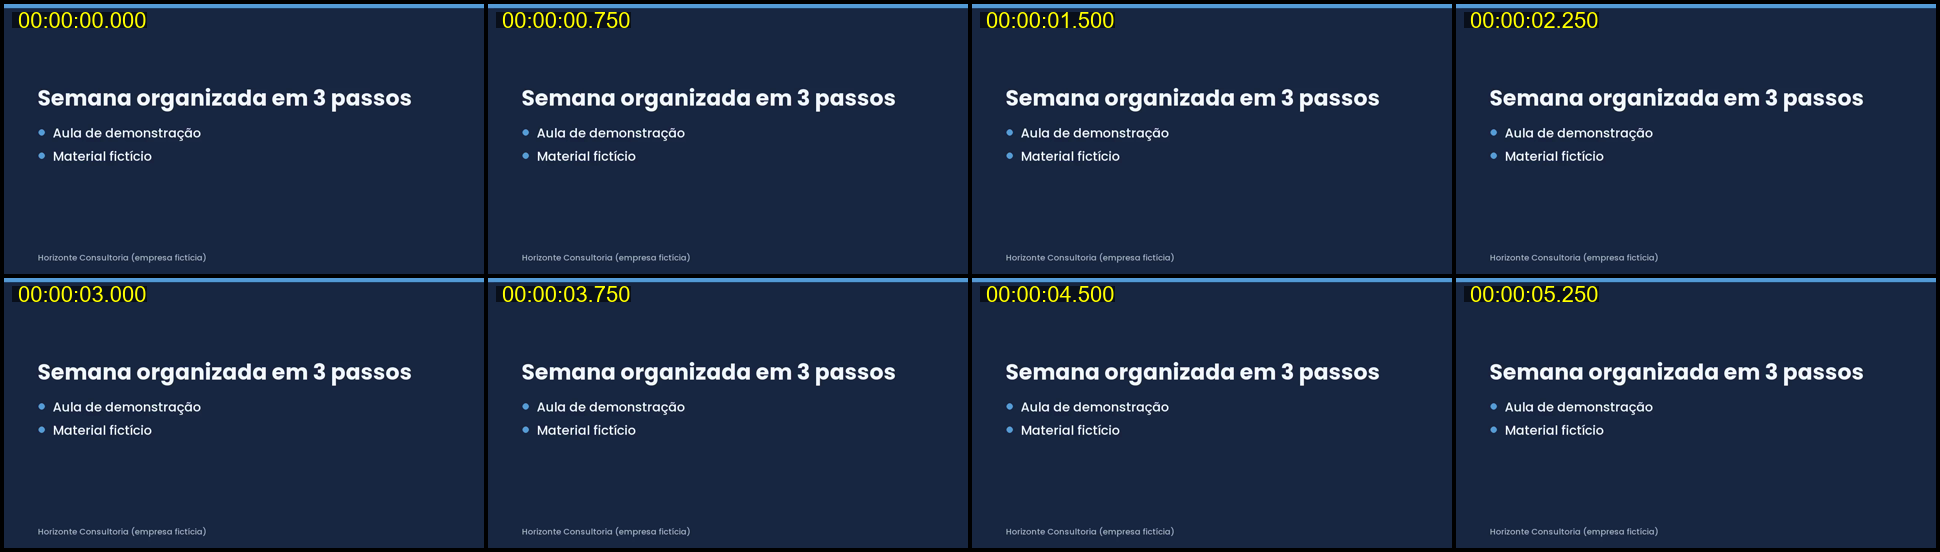 00:00:00.000
Semana organizada em 3 passos
Aula de demonstração
Material fictício
Horizonte Consultoria (empresa fictícia)
00:00:00.750
Semana organizada em 3 passos
Aula de demonstração
Material fictício
Horizonte Consultoria (empresa fictícia)
00:00:01.500
Semana organizada em 3 passos
Aula de demonstração
Material fictício
Horizonte Consultoria (empresa fictícia)
00:00:02.250
Semana organizada em 3 passos
Aula de demonstração
Material fictício
Horizonte Consultoria (empresa fictícia)
00:00:03.000
Semana organizada em 3 passos
Aula de demonstração
Material fictício
Horizonte Consultoria (empresa fictícia)
00:00:03.750
Semana organizada em 3 passos
Aula de demonstração
Material fictício
Horizonte Consultoria (empresa fictícia)
00:00:04.500
Semana organizada em 3 passos
Aula de demonstração
Material fictício
Horizonte Consultoria (empresa fictícia)
00:00:05.250
Semana organizada em 3 passos
Aula de demonstração
Material fictício
Horizonte Consultoria (empresa fictícia)